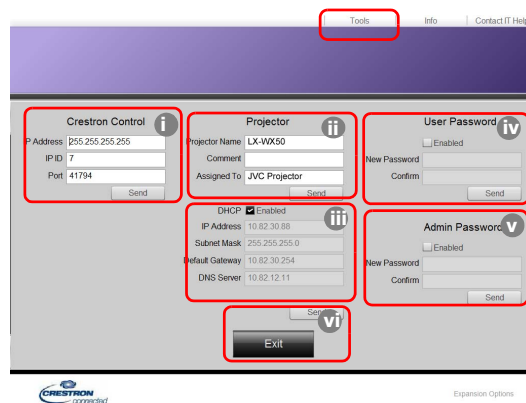 Tools Info Contact IT Hel
Crestron Control i
P Address 255.255.255.255
IP ID 7
Port 41794
Send
Projector ii
Projector Name LX-WX50
Comment
Assigned To JVC Projector
Send
DHCP Enabled
iii
IP Address 10.82.30.88
Subnet Mask 255.255.255.0
Default Gateway 10.82.30.254
DNS Server 10.82.12.11
Send
vi
Exit
User Password iv
Enabled
New Password
Confirm
Send
Admin Password v
Enabled
New Password
Confirm
Send
CRESTRON
connected
Expansion Options